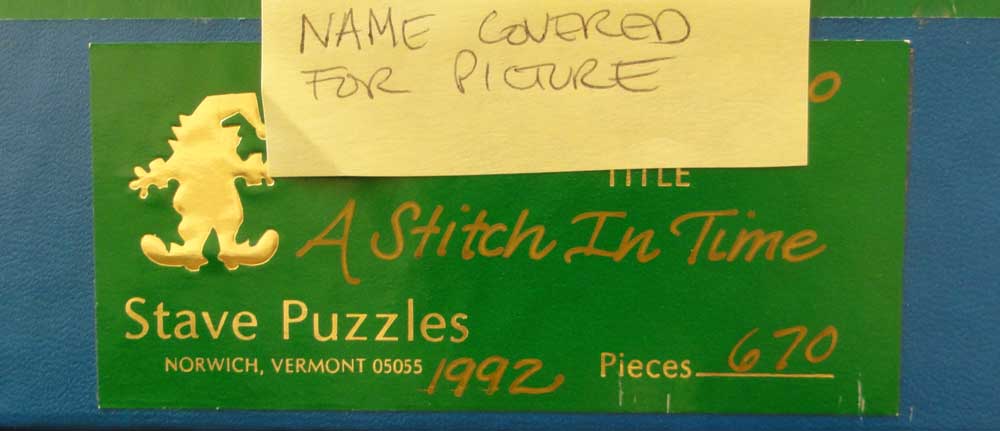 NAME COVERED
FOR PICTURE
TITLE
A Stitch In Time
Stave Puzzles
NORWICH, VERMONT 05055 1992
Pieces 670